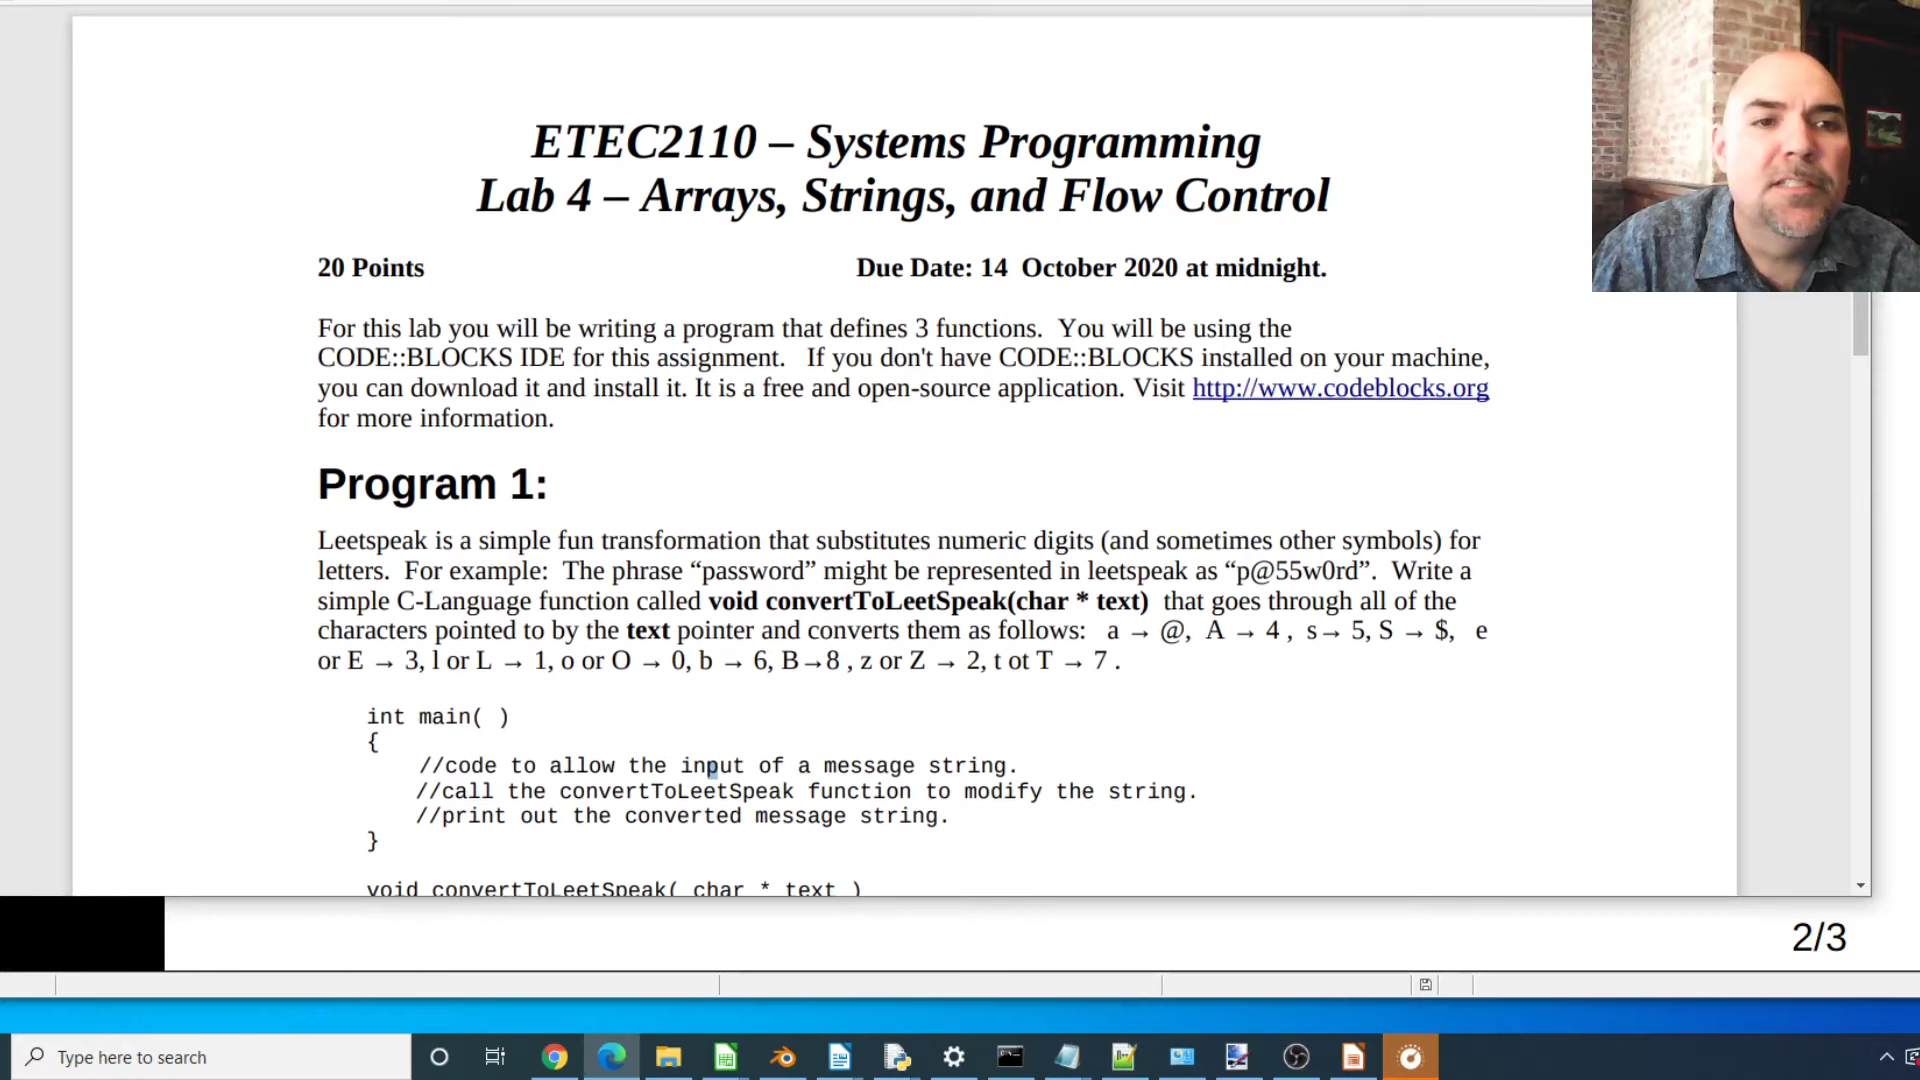 ETEC2110 – Systems Programming
Lab 4 – Arrays, Strings, and Flow Control
20 Points Due Date: 14 October 2020 at midnight.
For this lab you will be writing a program that defines 3 functions. You will be using the
CODE::BLOCKS IDE for this assignment. If you don't have CODE::BLOCKS installed on your machine,
you can download it and install it. It is a free and open-source application. Visit http://www.codeblocks.org
for more information.
Program 1:
Leetspeak is a simple fun transformation that substitutes numeric digits (and sometimes other symbols) for
letters. For example: The phrase “password” might be represented in leetspeak as “p@55w0rd”. Write a
simple C-Language function called void convertToLeetSpeak(char * text) that goes through all of the
characters pointed to by the text pointer and converts them as follows: a → @, A → 4 , s→ 5, S → $, e
or E → 3, l or L → 1, o or O → 0, b → 6, B→8 , z or Z → 2, t ot T → 7 .
int main( )
{
//code to allow the input of a message string.
//call the convertToLeetSpeak function to modify the string.
//print out the converted message string.
}
void convertToLeetSpeak( char * text )
2/3
Type here to search